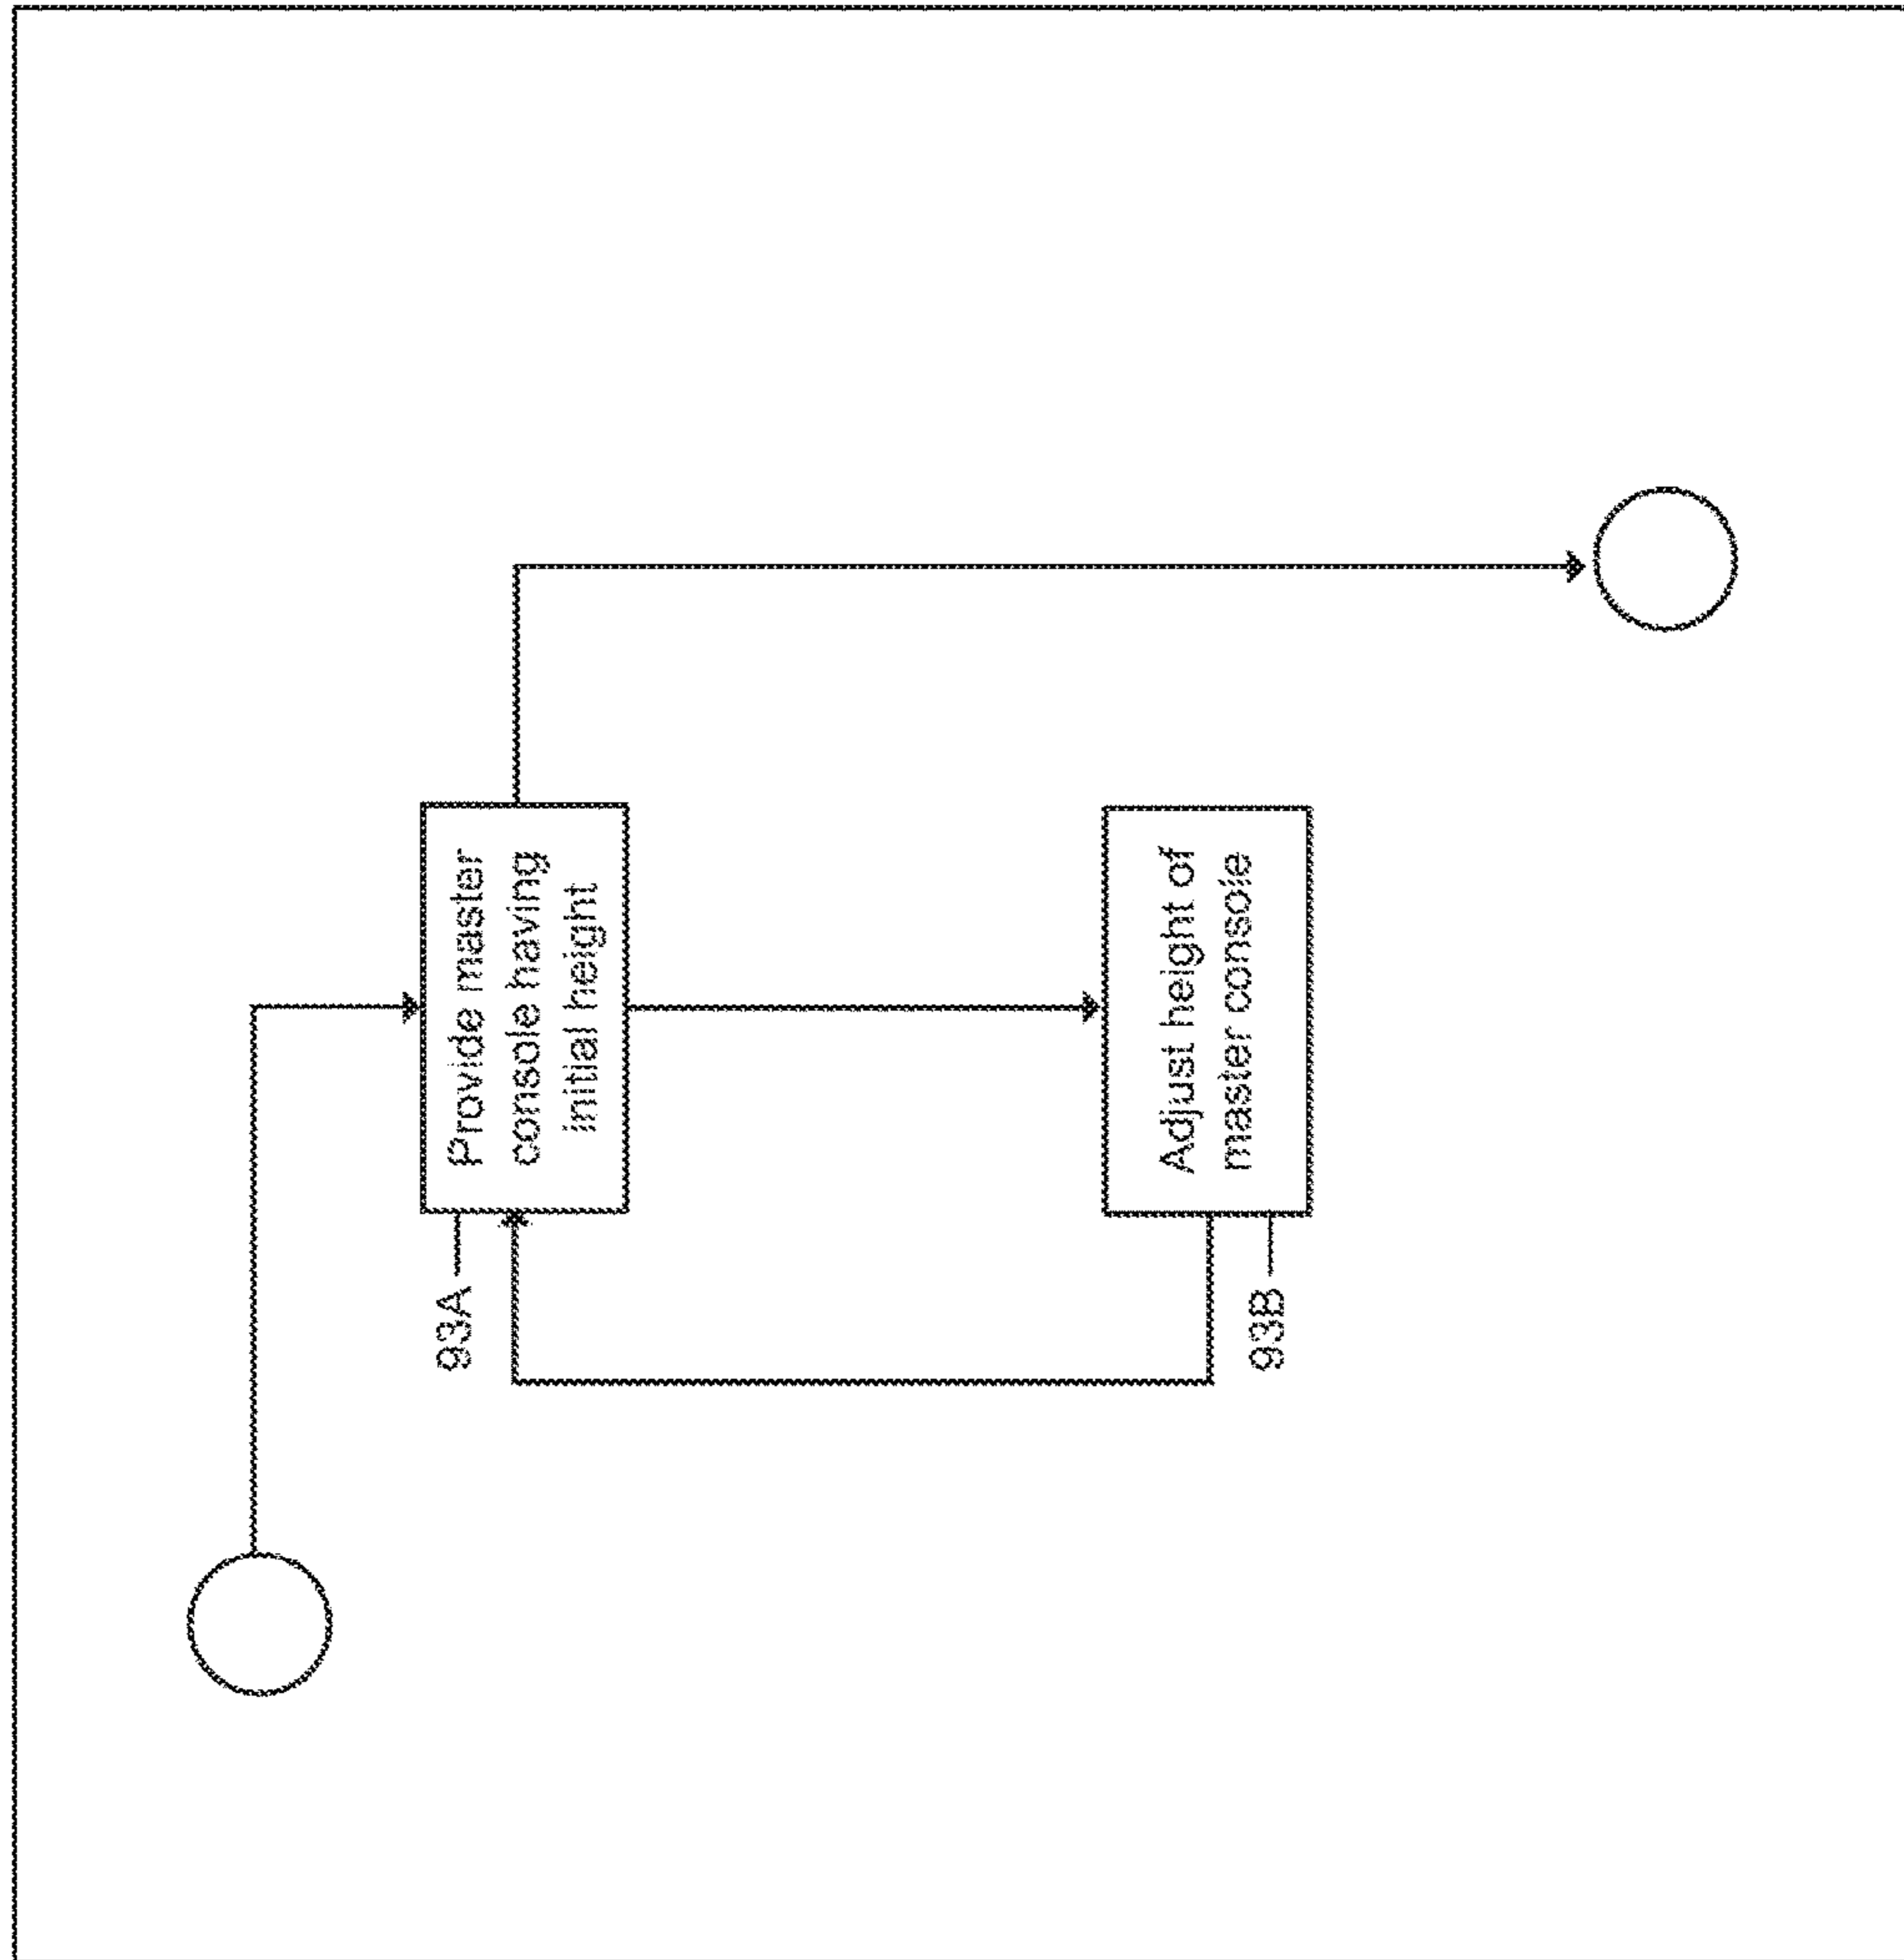 93A
Provide master
console having
initial height
93B
Adjust height of
master console